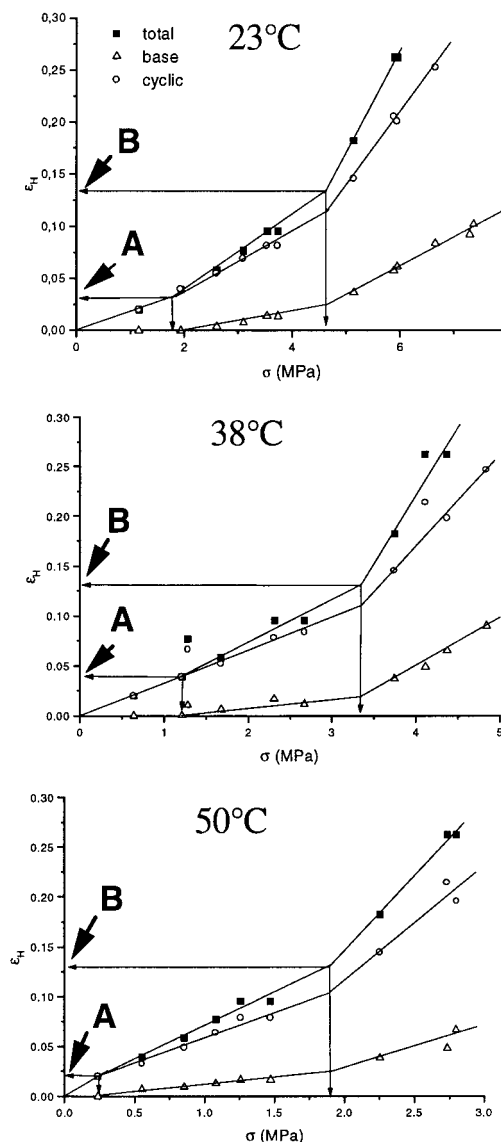 23°C
total
base
cyclic
0,30
0,25
0,20
0,15
0,10
0,05
0,00
εH
B
A
0 2 4 6
σ (MPa)
38°C
0.30
0.25
0.20
0.15
0.10
0.05
0.00
εH
B
A
0 1 2 3 4 5
σ (MPa)
50°C
0.30
0.25
0.20
0.15
0.10
0.05
0.00
εH
B
A
0.0 0.5 1.0 1.5 2.0 2.5 3.0
σ (MPa)